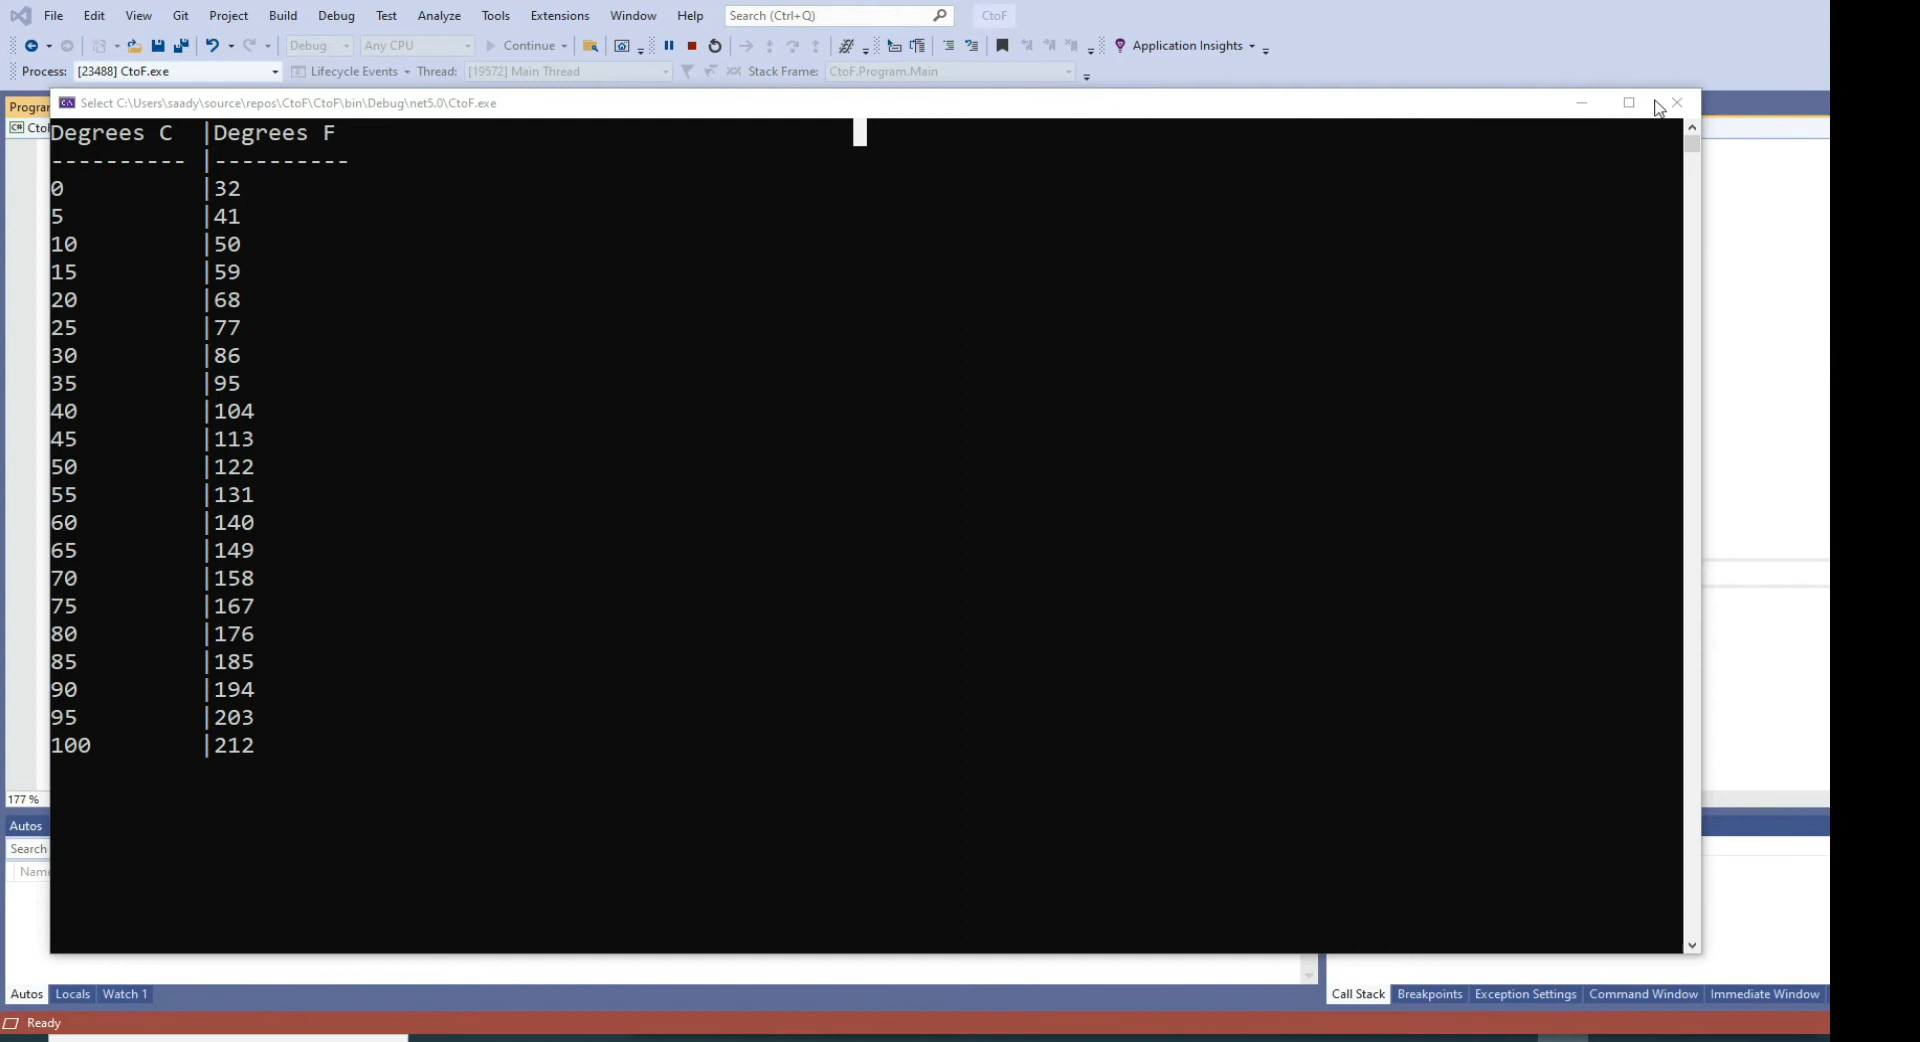 File Edit View Git Project Build Debug Test Analyze Tools Extensions Window Help Search (Ctrl+Q) CtoF
Debug Any CPU Continue Application Insights
Process: [23488] CtoF.exe Lifecycle Events Thread: [19572] Main Thread Stack Frame: CtoF.Program.Main
Select C:\Users\saady\source\repos\CtoF\CtoF\bin\Debug\net5.0\CtoF.exe
Degrees C |Degrees F
---------- |----------
0 |32
5 |41
10 |50
15 |59
20 |68
25 |77
30 |86
35 |95
40 |104
45 |113
50 |122
55 |131
60 |140
65 |149
70 |158
75 |167
80 |176
85 |185
90 |194
95 |203
100 |212
177 %
Autos
Search
Name
Autos Locals Watch 1 Call Stack Breakpoints Exception Settings Command Window Immediate Window
Ready